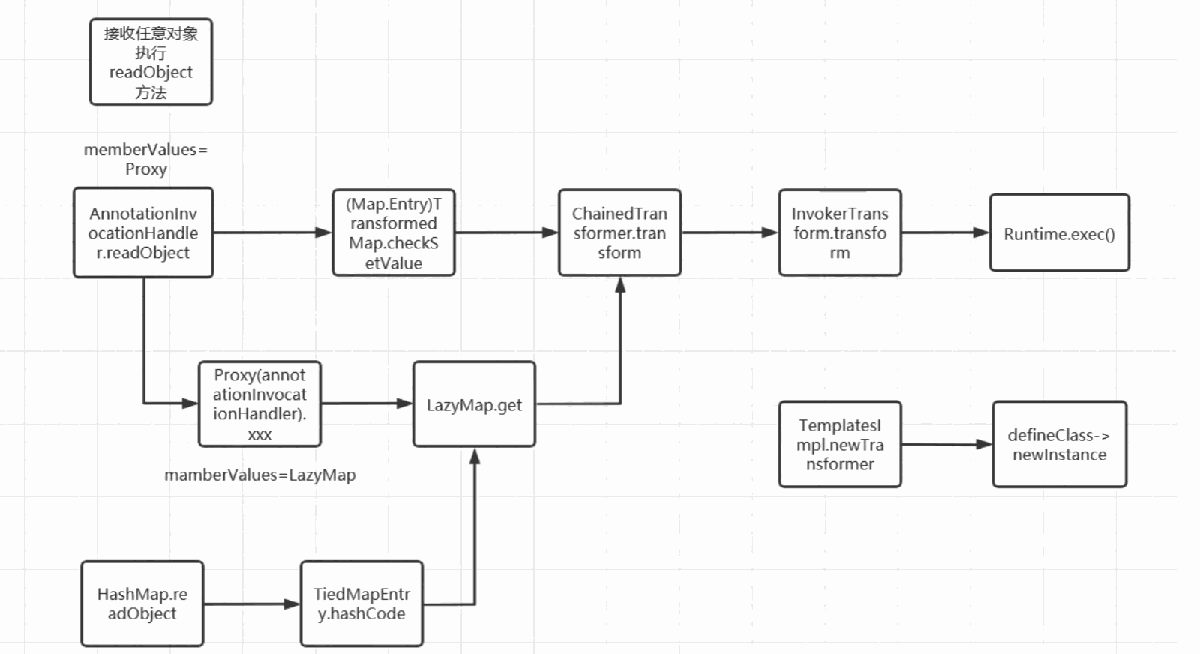 接收任意对象
执行
readObject
方法
memberValues=
Proxy
AnnotationInv
ocationHandle
r.readObject
(Map.Entry)T
ransformed
Map.checkS
etValue
ChainedTran
sformer.tran
sform
InvokerTrans
form.transfo
rm
Runtime.exec()
Proxy(annot
ationInvocat
ionHandler).
xxx
LazyMap.get
mamberValues=LazyMap
TemplatesI
mpl.newTra
nsformer
defineClass->
newInstance
HashMap.re
adObject
TiedMapEntr
y.hashCode